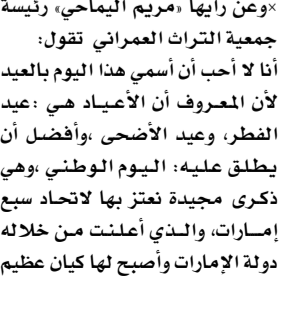 ×وعن رأيها «مريم اليماحي» رئيسة
جمعية التراث العمراني تقول:
أنا لا أحب أن أسمي هذا اليوم بالعيد
لأن المعروف أن الأعياد هي :عيد
الفطر، وعيد الأضحى ،وأفضل أن
يطلق عليه: اليوم الوطني ،وهي
ذكرى مجيدة نعتز بها لاتحاد سبع
إمارات، والذي أعلنت من خلاله
دولة الإمارات وأصبح لها كيان عظيم